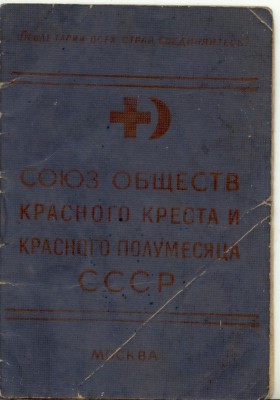 Пролетарии всех стран, соединяйтесь!
СОЮЗ ОБЩЕСТВ
КРАСНОГО КРЕСТА И
КРАСНОГО ПОЛУМЕСЯЦА
СССР
МОСКВА